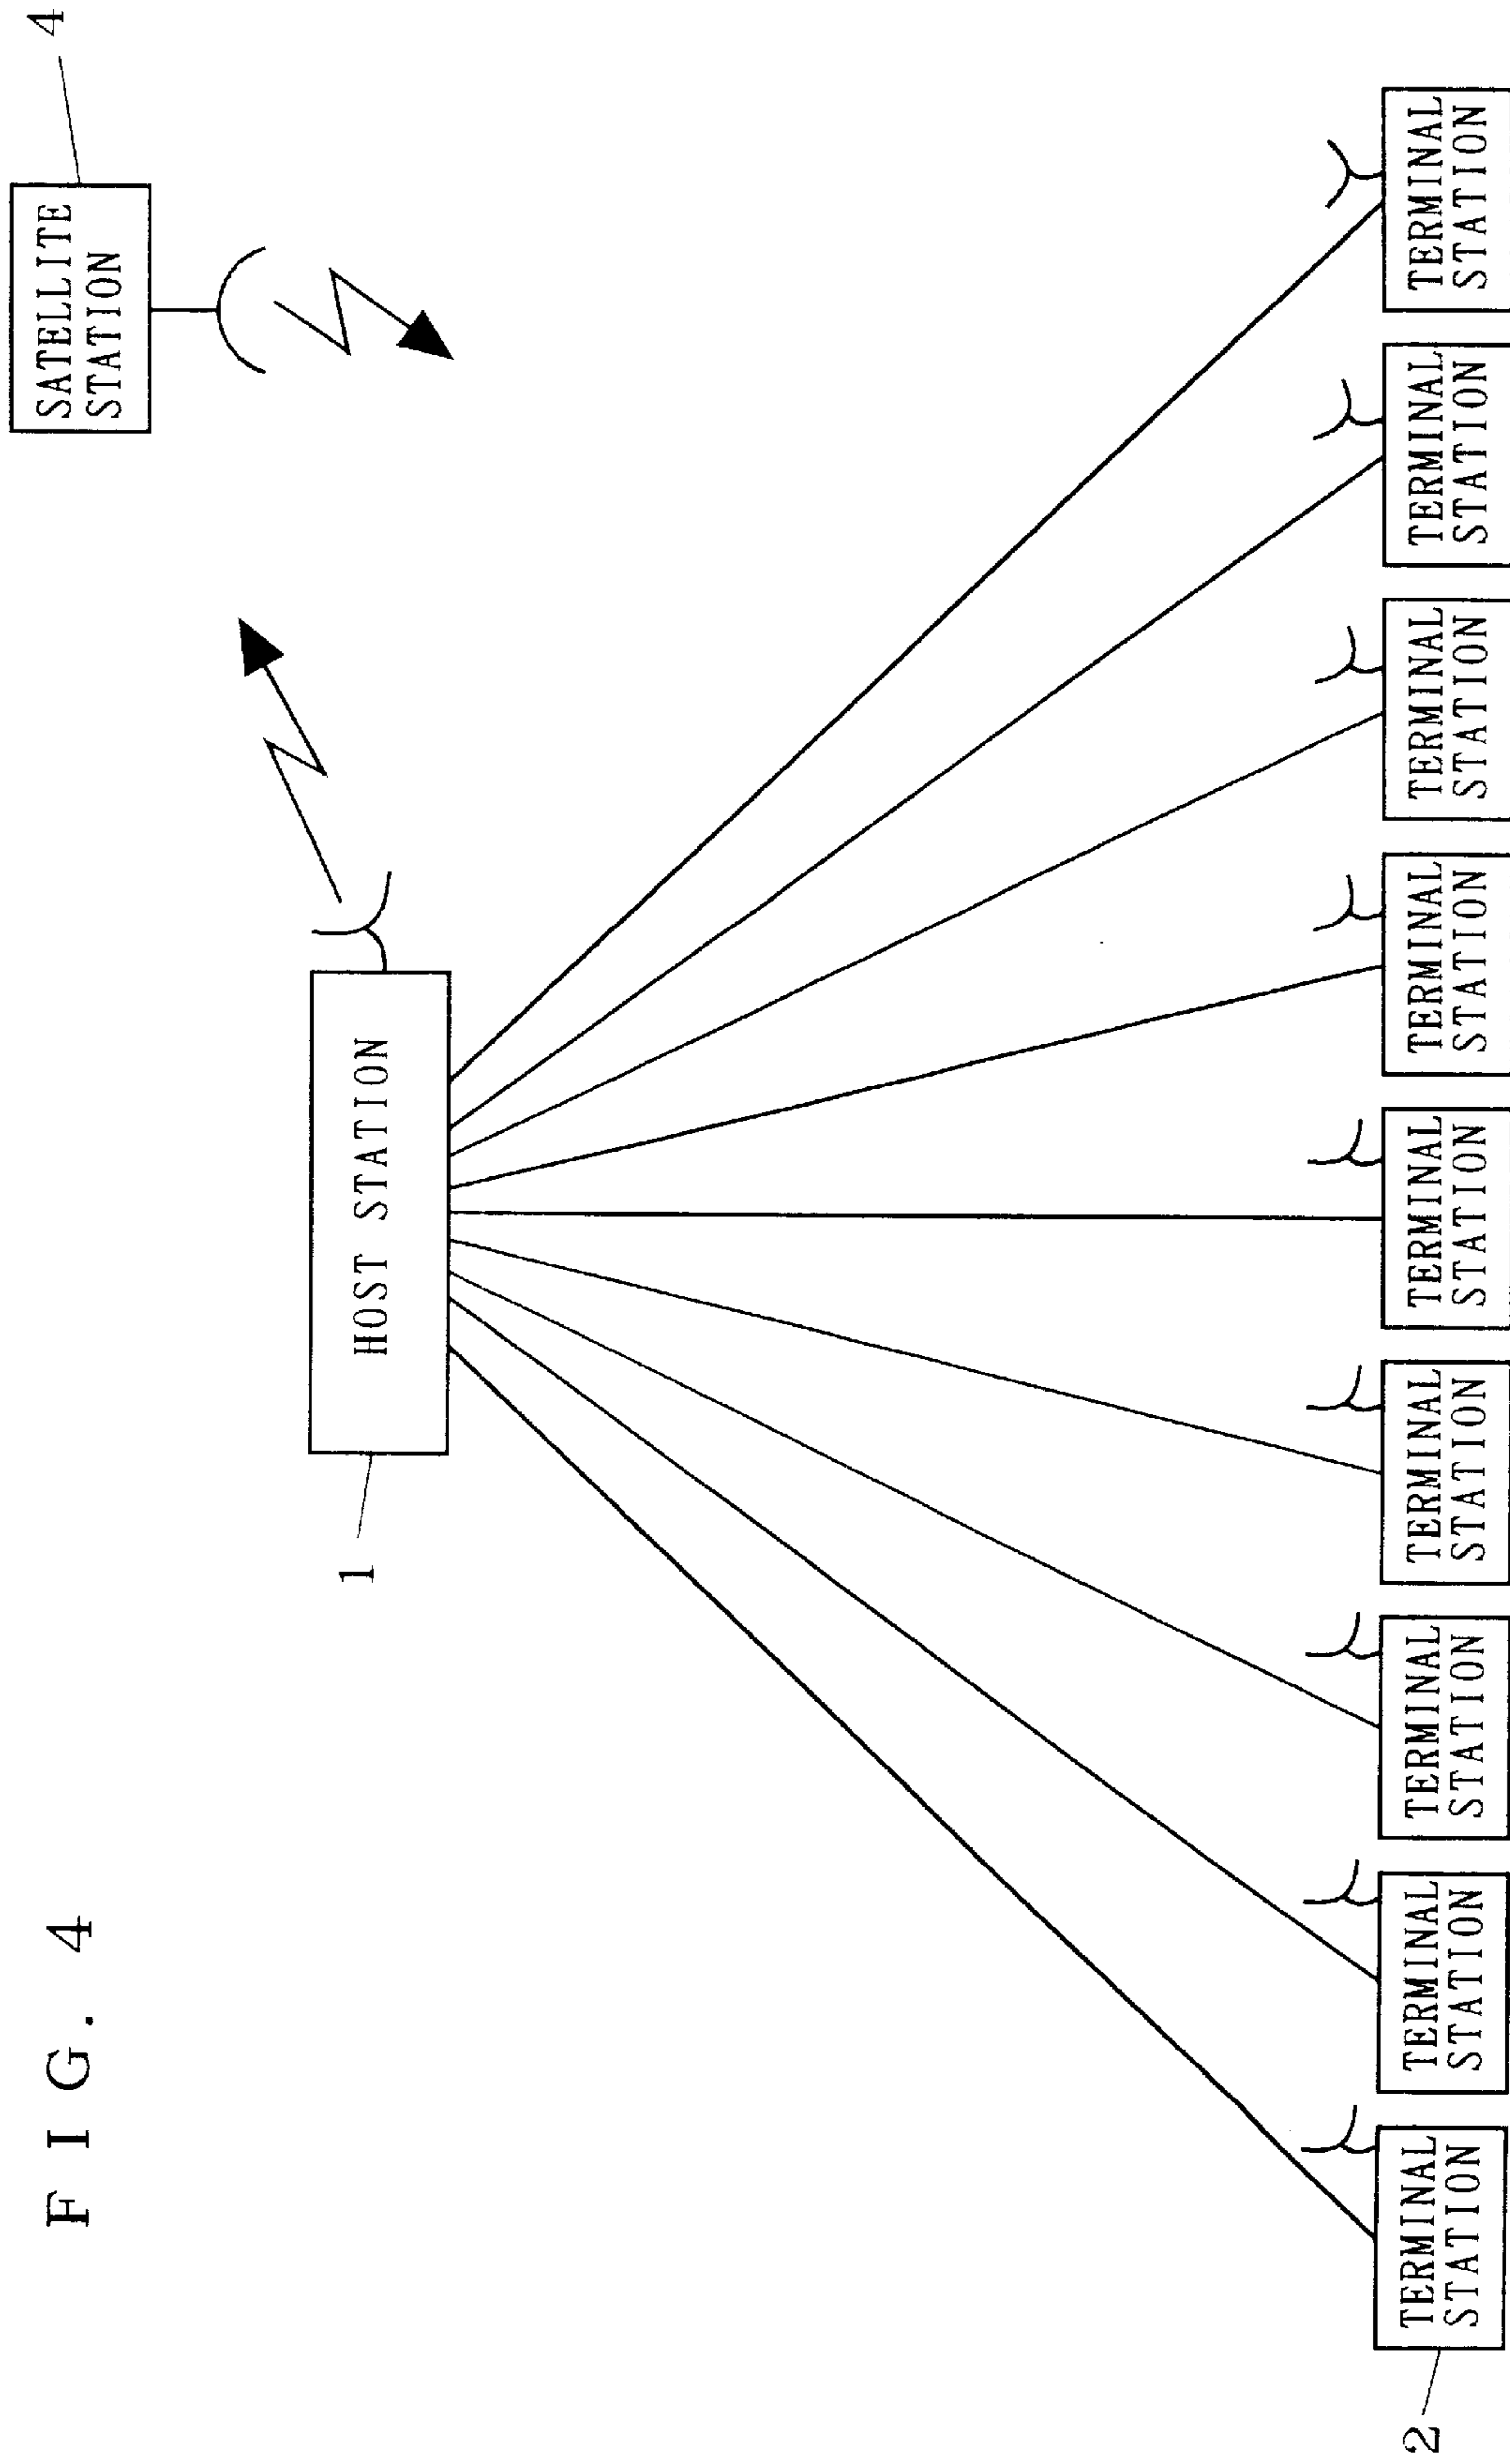 F I G. 4
SATELLITE
STATION
4
HOST STATION
1
TERMINAL
STATION
TERMINAL
STATION
TERMINAL
STATION
TERMINAL
STATION
TERMINAL
STATION
TERMINAL
STATION
TERMINAL
STATION
TERMINAL
STATION
TERMINAL
STATION
2